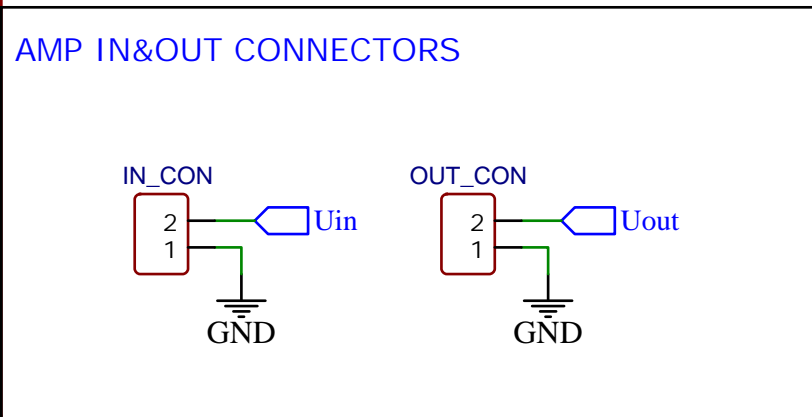 AMP IN&OUT CONNECTORS
IN_CON
2
1
Uin
GND
OUT_CON
2
1
Uout
GND